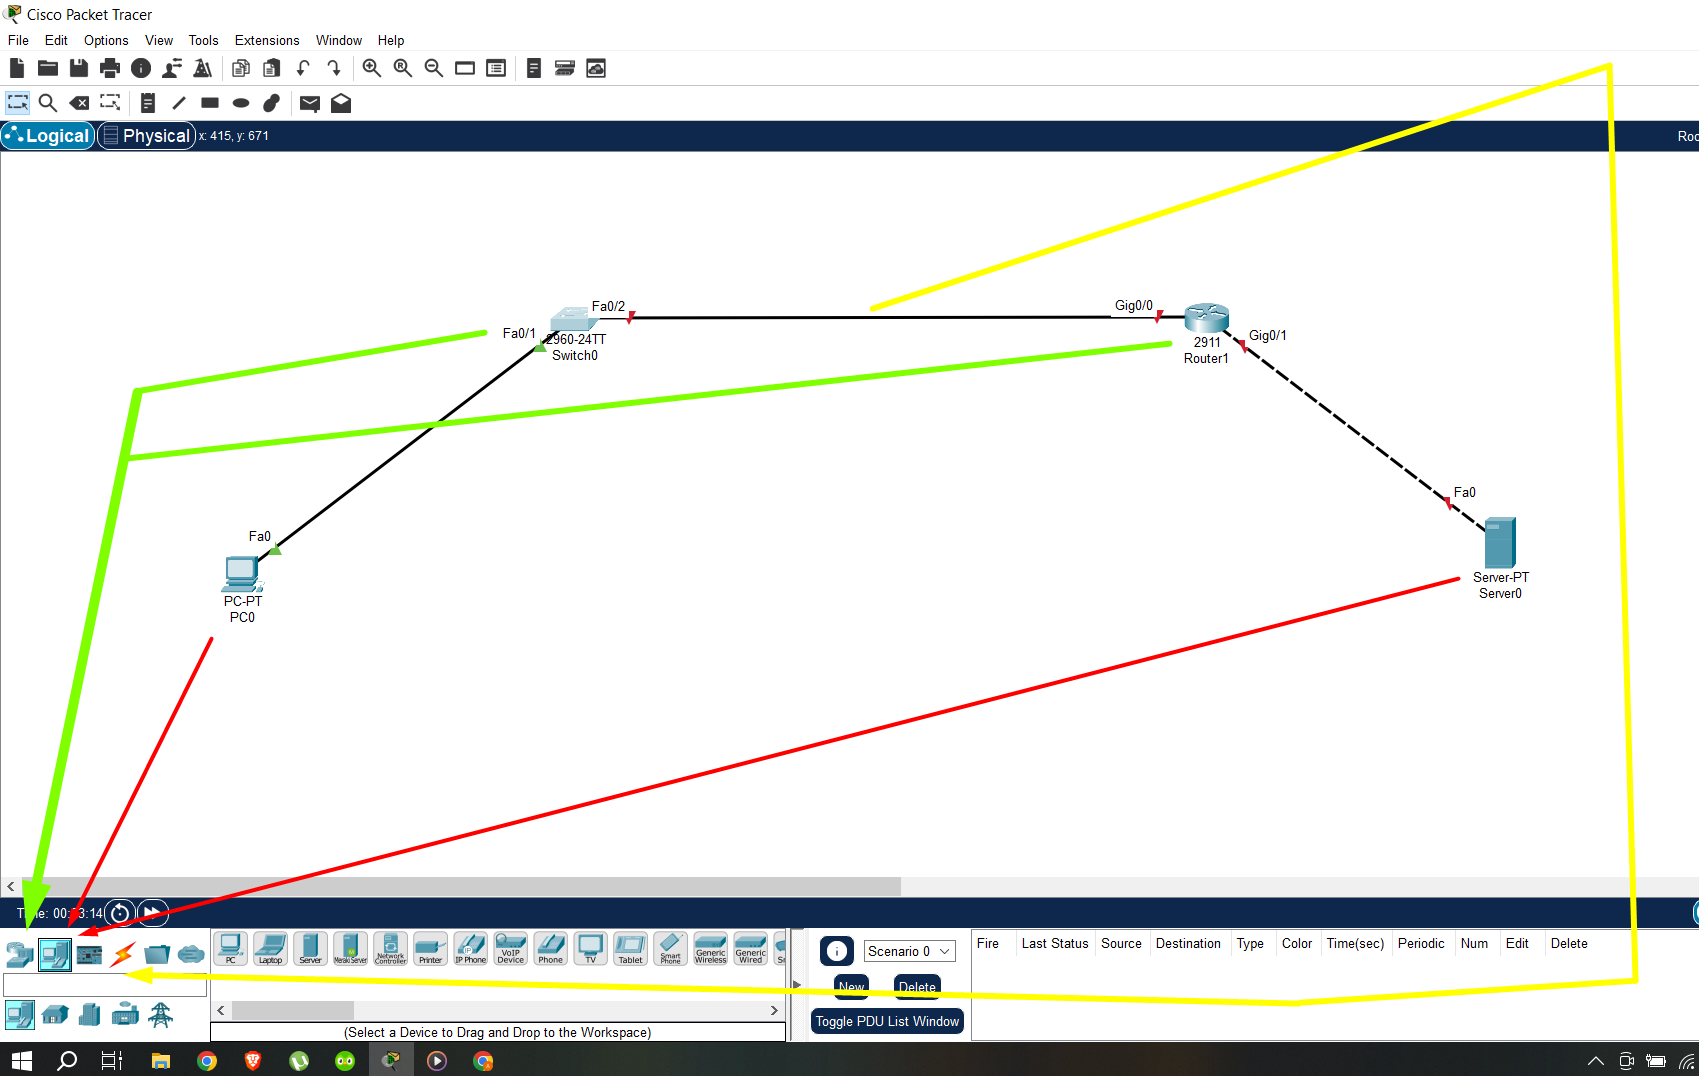 Cisco Packet Tracer
File Edit Options View Tools Extensions Window Help
Logical Physical x: 415, y: 671
Fa0/2 Gig0/0
Fa0/1 Gig0/1
2960-24TT 2911
Switch0 Router1
Fa0
Fa0
PC-PT Server-PT
PC0 Server0
PC Laptop Server Meraki Server Network Controller Printer IP Phone VoIP Device Phone TV Tablet Smart Phone Generic Wireless Generic Wired
(Select a Device to Drag and Drop to the Workspace)
Scenario 0
New Delete
Toggle PDU List Window
Fire Last Status Source Destination Type Color Time(sec) Periodic Num Edit Delete